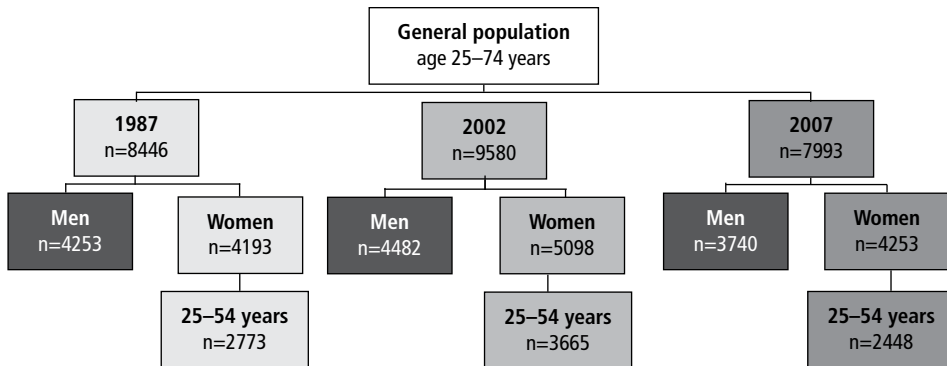 General population
age 25–74 years
1987
n=8446
2002
n=9580
2007
n=7993
Men
n=4253
Women
n=4193
Men
n=4482
Women
n=5098
Men
n=3740
Women
n=4253
25–54 years
n=2773
25–54 years
n=3665
25–54 years
n=2448